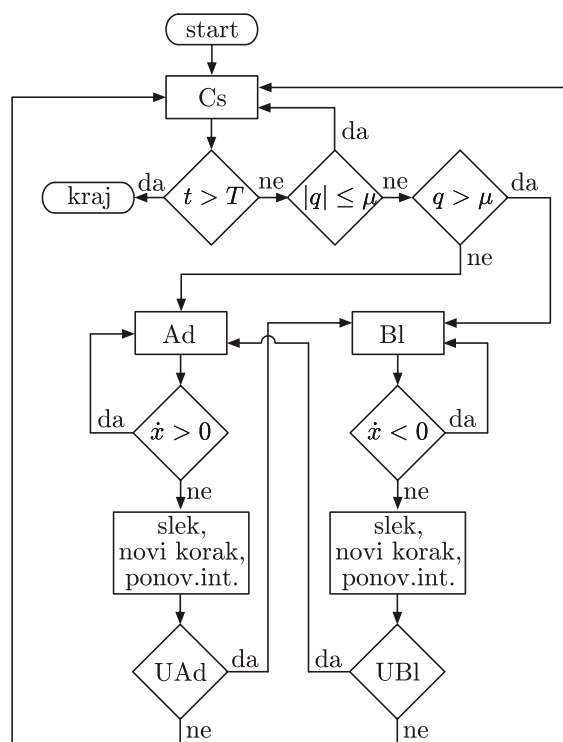 start
Cs
da
kraj
t > T
ne
|q| ≤ μ
da
ne
q > μ
da
ne
Ad
Bl
da
ẋ > 0
ẋ < 0
da
ne
ne
slek,
novi korak,
ponov.int.
slek,
novi korak,
ponov.int.
UAd
da
da
UBl
ne
ne